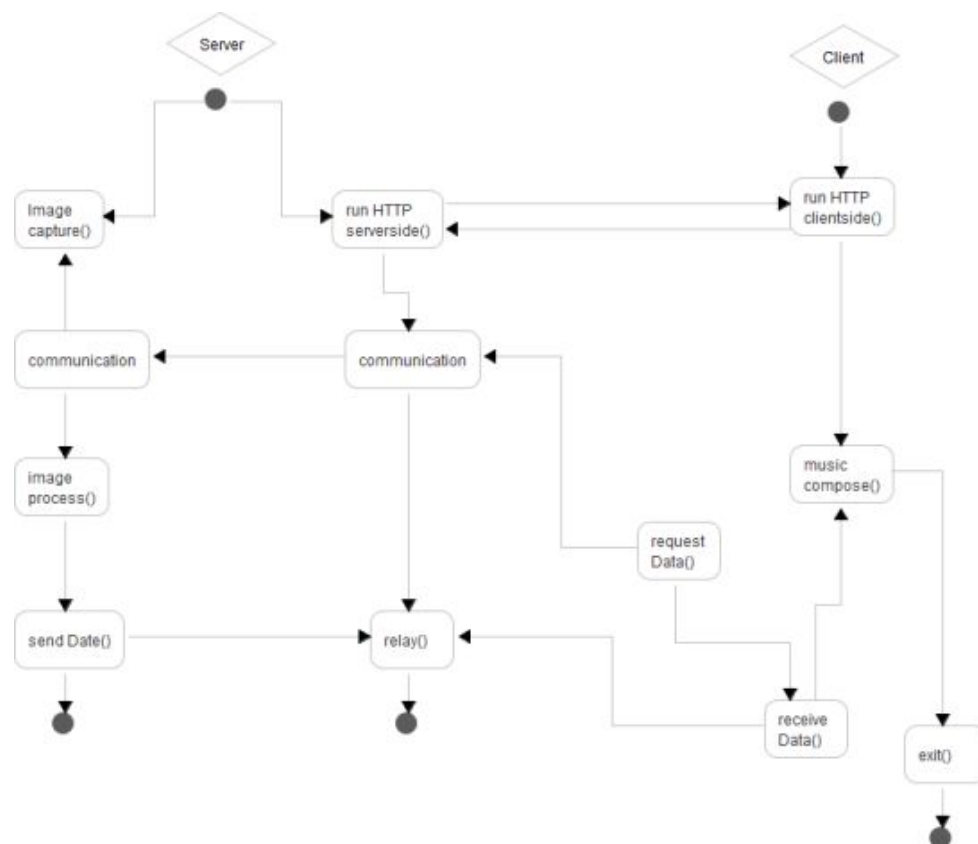 Server
Client
Image
capture()
run HTTP
serverside()
run HTTP
clientside()
communication
communication
image
process()
music
compose()
request
Data()
send Date()
relay()
receive
Data()
exit()